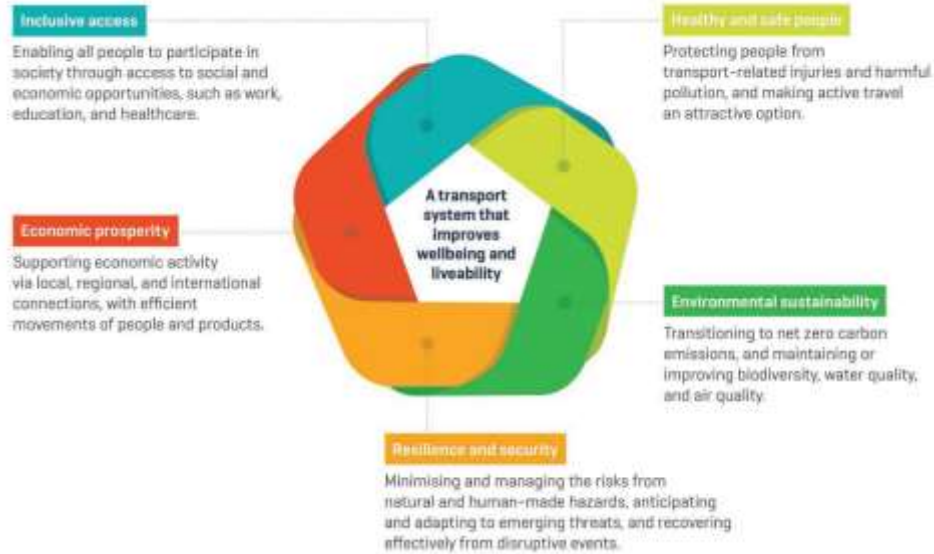 Inclusive access
Enabling all people to participate in
society through access to social and
economic opportunities, such as work,
education, and healthcare.
Healthy and safe people
Protecting people from
transport-related injuries and harmful
pollution, and making active travel
an attractive option.
A transport
system that
improves
wellbeing and
liveability
Economic prosperity
Supporting economic activity
via local, regional, and international
connections, with efficient
movements of people and products.
Environmental sustainability
Transitioning to net zero carbon
emissions, and maintaining or
improving biodiversity, water quality,
and air quality.
Resilience and security
Minimising and managing the risks from
natural and human-made hazards, anticipating
and adapting to emerging threats, and recovering
effectively from disruptive events.